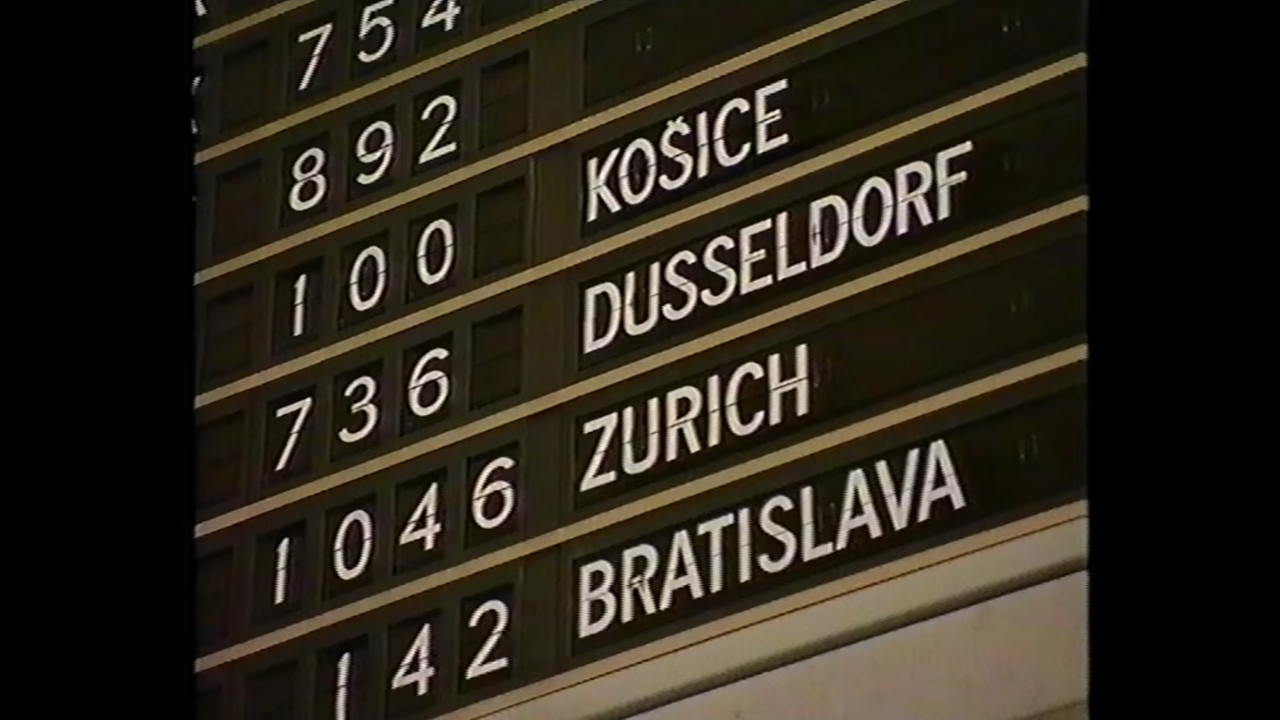 754
892
100 KOŠICE
736 DUSSELDORF
1046 ZURICH
142 BRATISLAVA